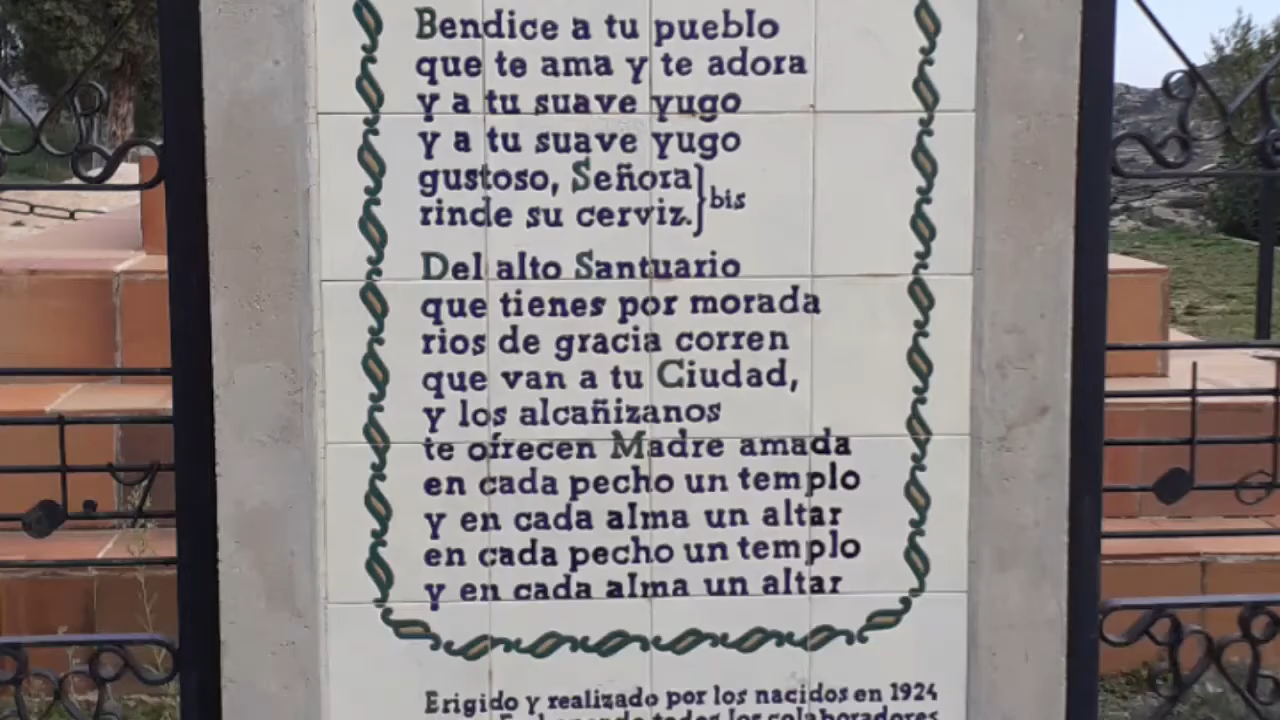 Bendice a tu pueblo
que te ama y te adora
y a tu suave yugo
y a tu suave yugo
gustoso, Señora
rinde su cerviz.} bis
Del alto Santuario
que tienes por morada
rios de gracia corren
que van a tu Ciudad,
y los alcañizanos
te ofrecen Madre amada
en cada pecho un templo
y en cada alma un altar
en cada pecho un templo
y en cada alma un altar
Erigido y realizado por los nacidos en 1924
todos los colaboradores